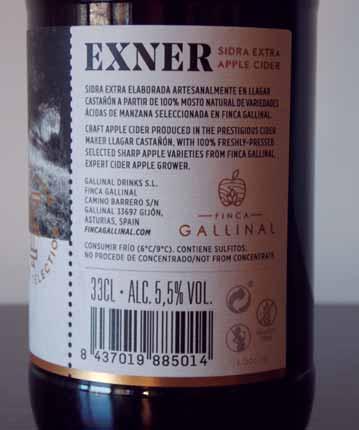 EXNER SIDRA EXTRA
APPLE CIDER
SIDRA EXTRA ELABORADA ARTESANALMENTE EN LLAGAR
CASTAÑÓN A PARTIR DE 100% MOSTO NATURAL DE VARIEDADES
ÁCIDAS DE MANZANA SELECCIONADA EN FINCA GALLINAL.
CRAFT APPLE CIDER PRODUCED IN THE PRESTIGIOUS CIDER
MAKER LLAGAR CASTAÑÓN, WITH 100% FRESHLY-PRESSED
SELECTED SHARP APPLE VARIETIES FROM FINCA GALLINAL,
EXPERT CIDER APPLE GROWER.
GALLINAL DRINKS S.L.
FINCA GALLINAL
CAMINO BARRERO S/N
GALLINAL 33697 GIJÓN,
ASTURIAS, SPAIN
FINCAGALLINAL.COM
FINCA
GALLINAL
CONSUMIR FRÍO (6°C/9°C). CONTIENE SULFITOS.
NO PROCEDE DE CONCENTRADO/NOT FROM CONCENTRATE.
33CL · ALC. 5,5% VOL.
8 437019 885014
SELECTION